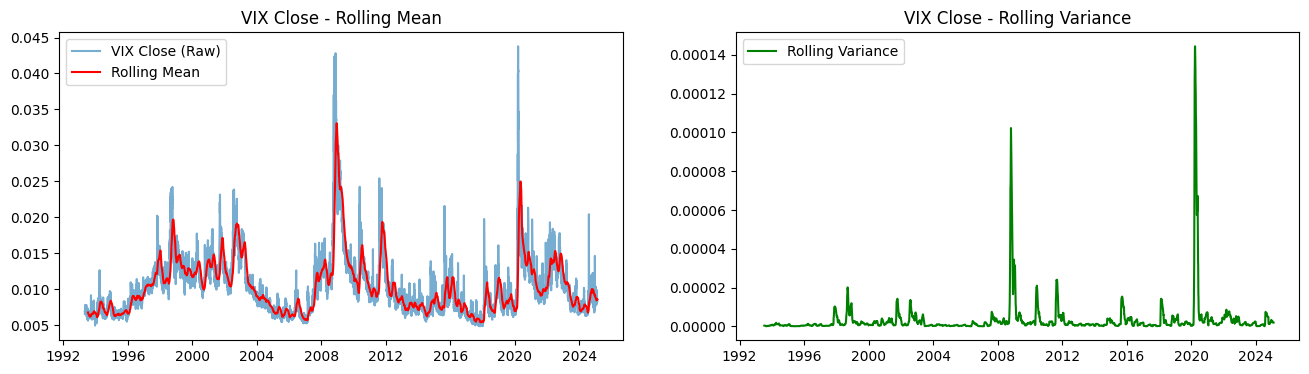 VIX Close - Rolling Mean
VIX Close (Raw)
Rolling Mean
0.045
0.040
0.035
0.030
0.025
0.020
0.015
0.010
0.005
1992 1996 2000 2004 2008 2012 2016 2020 2024
VIX Close - Rolling Variance
Rolling Variance
0.00014
0.00012
0.00010
0.00008
0.00006
0.00004
0.00002
0.00000
1992 1996 2000 2004 2008 2012 2016 2020 2024